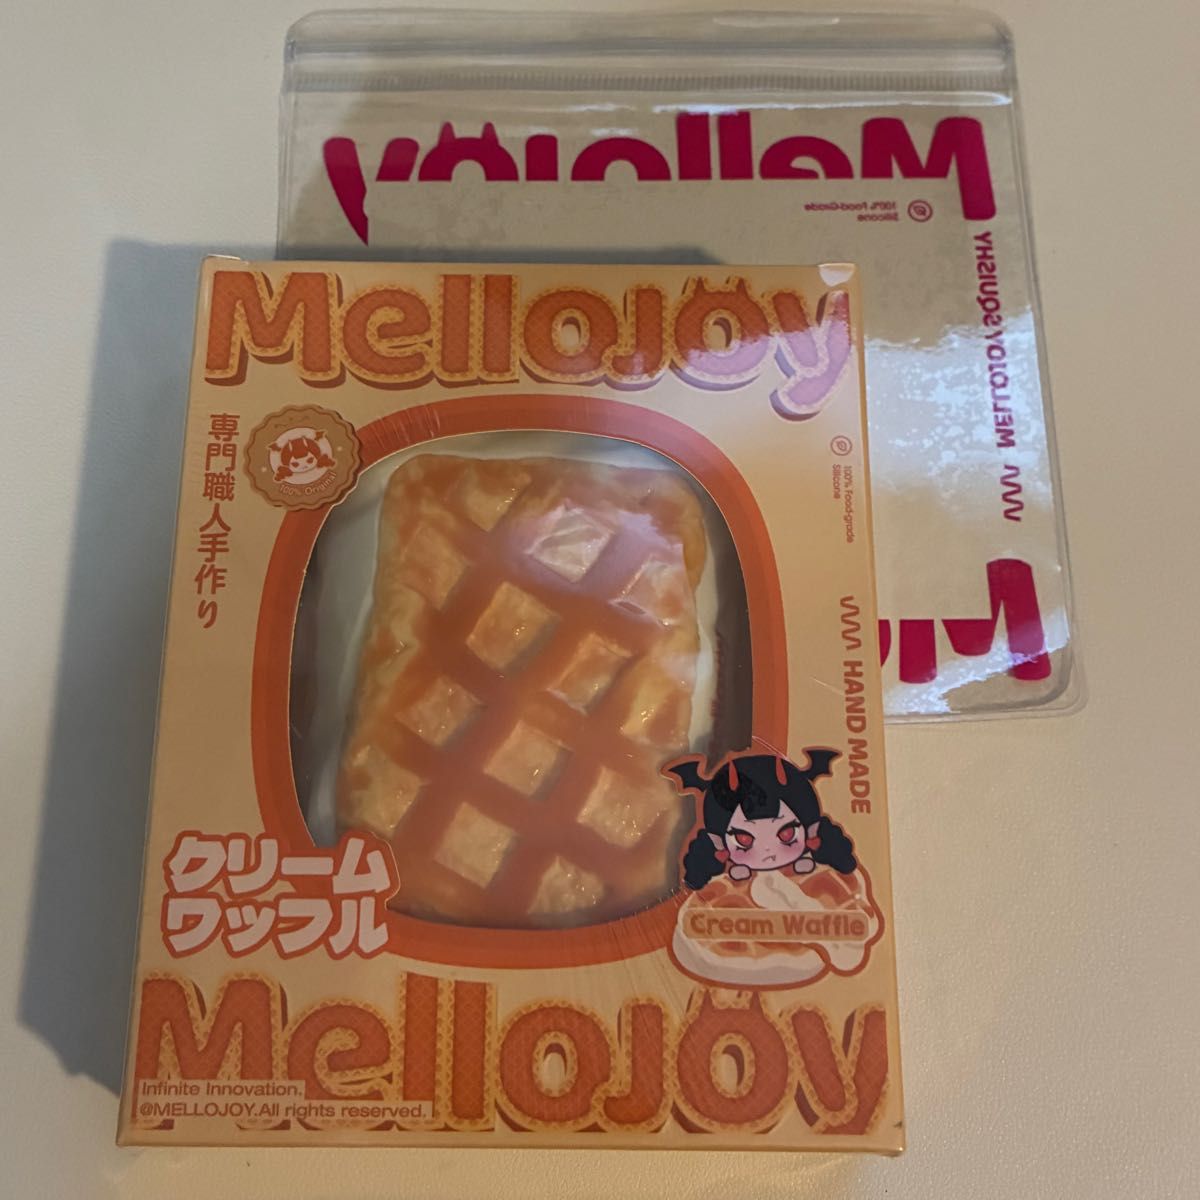 Mellojoy
100% Food-Grade
Silicone
MELLOJOY SQUISHY
Mellojoy
専門職人手作り
100% Original
100% Food-grade
Silicone
HAND MADE
クリーム
ワッフル
Cream Waffle
Mellojoy
Infinite Innovation.
@MELLOJOY.All rights reserved.